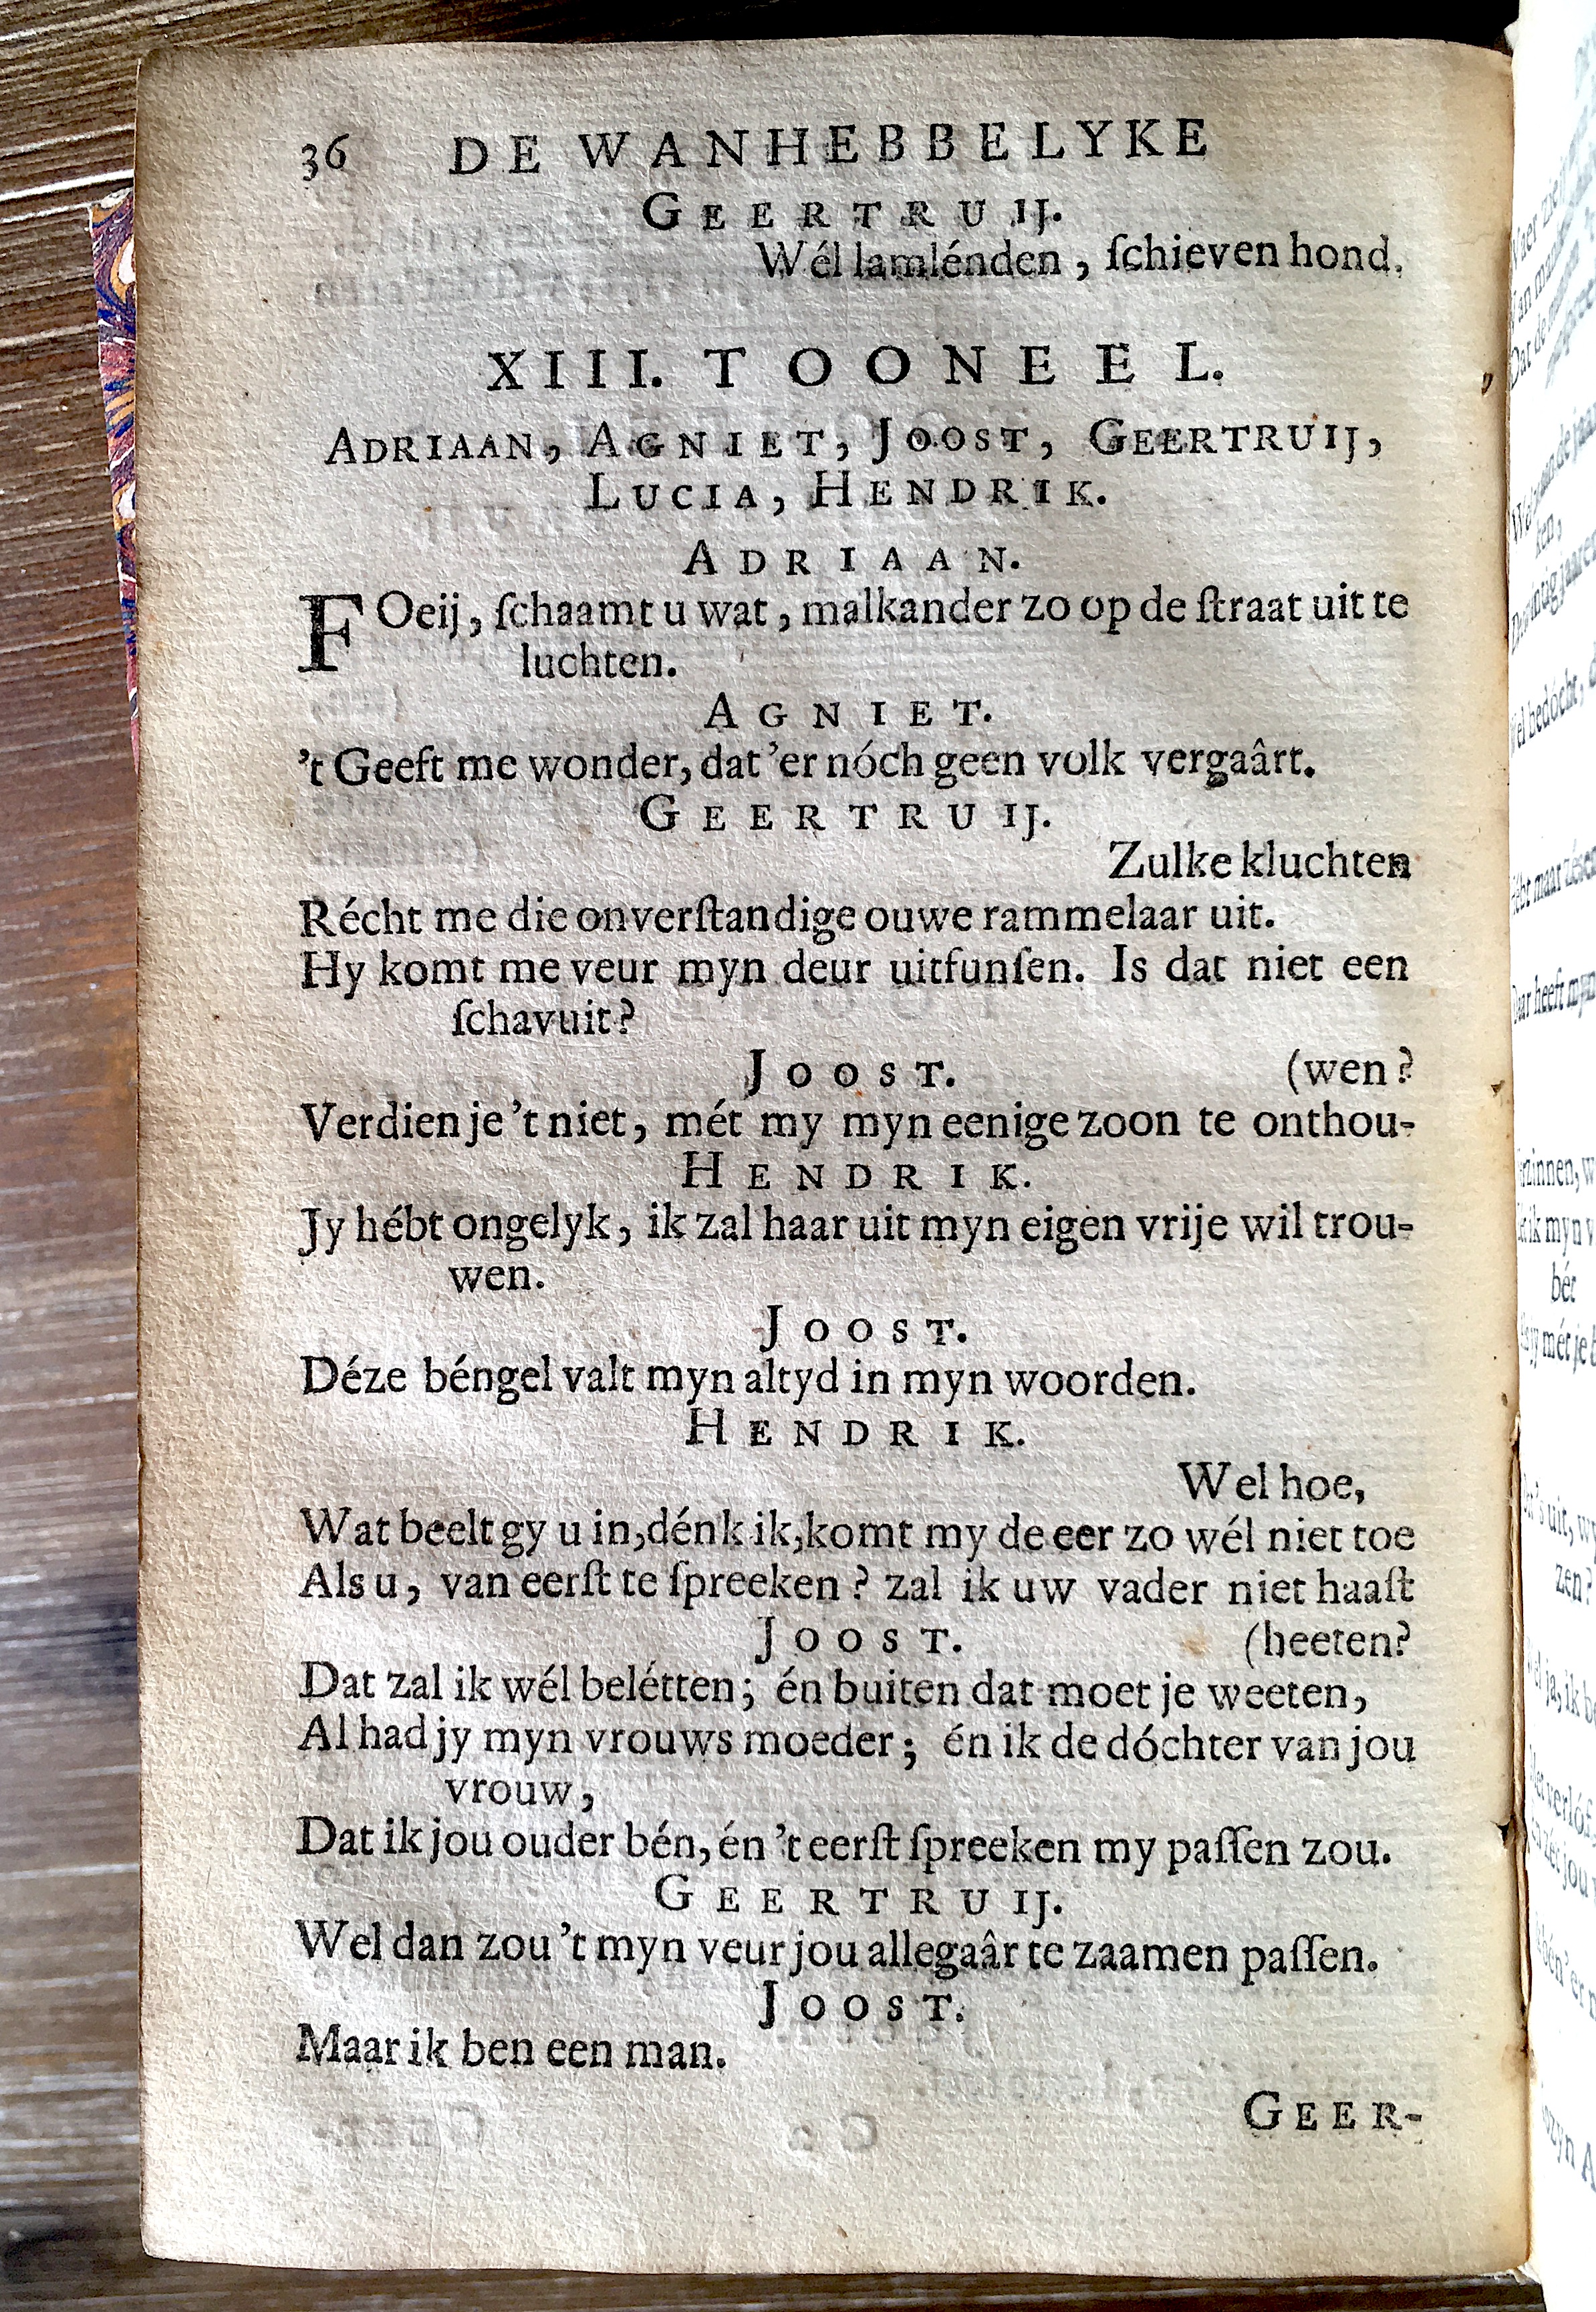 36 DE WANHEBBELYKE
GEERTRUIJ.
Wél lamlénden, ſchieven hond.
XIII. TOONEEL.
ADRIAAN, AGNIET, JOOST, GEERTRUIJ,
LUCIA, HENDRIK.
ADRIAAN.
FOeij, ſchaamt u wat, malkander zo op de ſtraat uit te
luchten.
AGNIET.
't Geeft me wonder, dat 'er nóch geen volk vergaârt.
GEERTRUIJ.
Zulke kluchten
Récht me die onverſtandige ouwe rammelaar uit.
Hy komt me veur myn deur uitfunſen. Is dat niet een
ſchavuit?
JOOST. (wen?
Verdien je 't niet, mét my myn eenige zoon te onthou-
HENDRIK.
Jy hébt ongelyk, ik zal haar uit myn eigen vrije wil trou-
wen.
JOOST.
Déze béngel valt myn altyd in myn woorden.
HENDRIK.
Wel hoe,
Wat beelt gy u in, dénk ik, komt my de eer zo wél niet toe
Als u, van eerſt te ſpreeken? zal ik uw vader niet haaſt
JOOST. (heeten?
Dat zal ik wél belétten; én buiten dat moet je weeten,
Al had jy myn vrouws moeder; én ik de dóchter van jou
vrouw,
Dat ik jou ouder bén, én 't eerſt ſpreeken my paſſen zou.
GEERTRUIJ.
Wel dan zou 't myn veur jou allegaâr te zaamen paſſen.
JOOST.
Maar ik ben een man.
GEER-